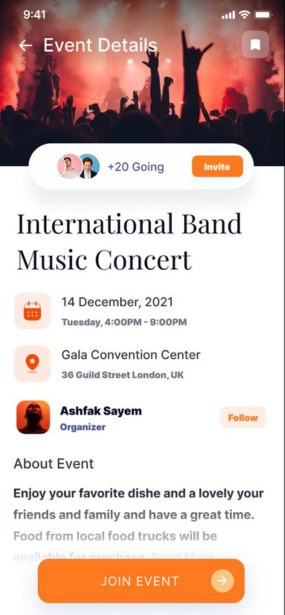 9:41
Event Details
+20 Going
Invite
International Band
Music Concert
14 December, 2021
Tuesday, 4:00PM - 9:00PM
Gala Convention Center
36 Guild Street London, UK
Ashfak Sayem
Organizer
Follow
About Event
Enjoy your favorite dishe and a lovely your
friends and family and have a great time.
Food from local food trucks will be
available for purchase. Read More...
JOIN EVENT